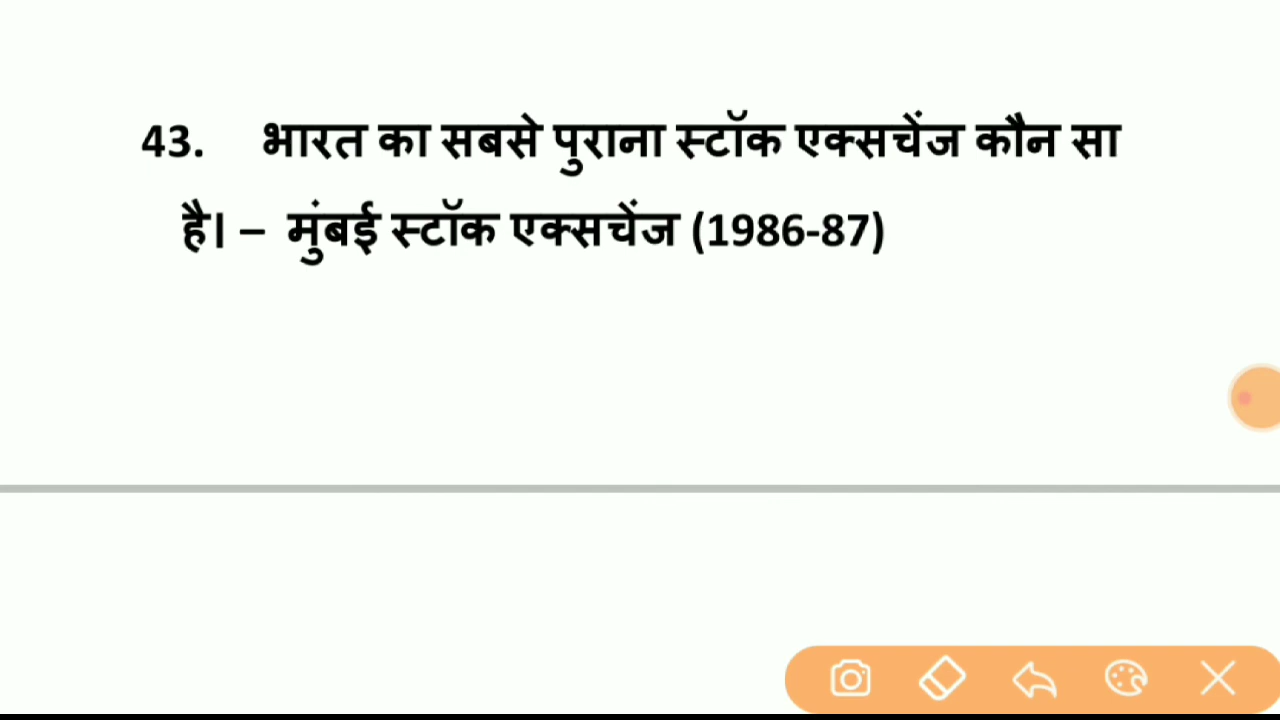 43. भारत का सबसे पुराना स्टॉक एक्सचेंज कौन सा
है। – मुंबई स्टॉक एक्सचेंज (1986-87)